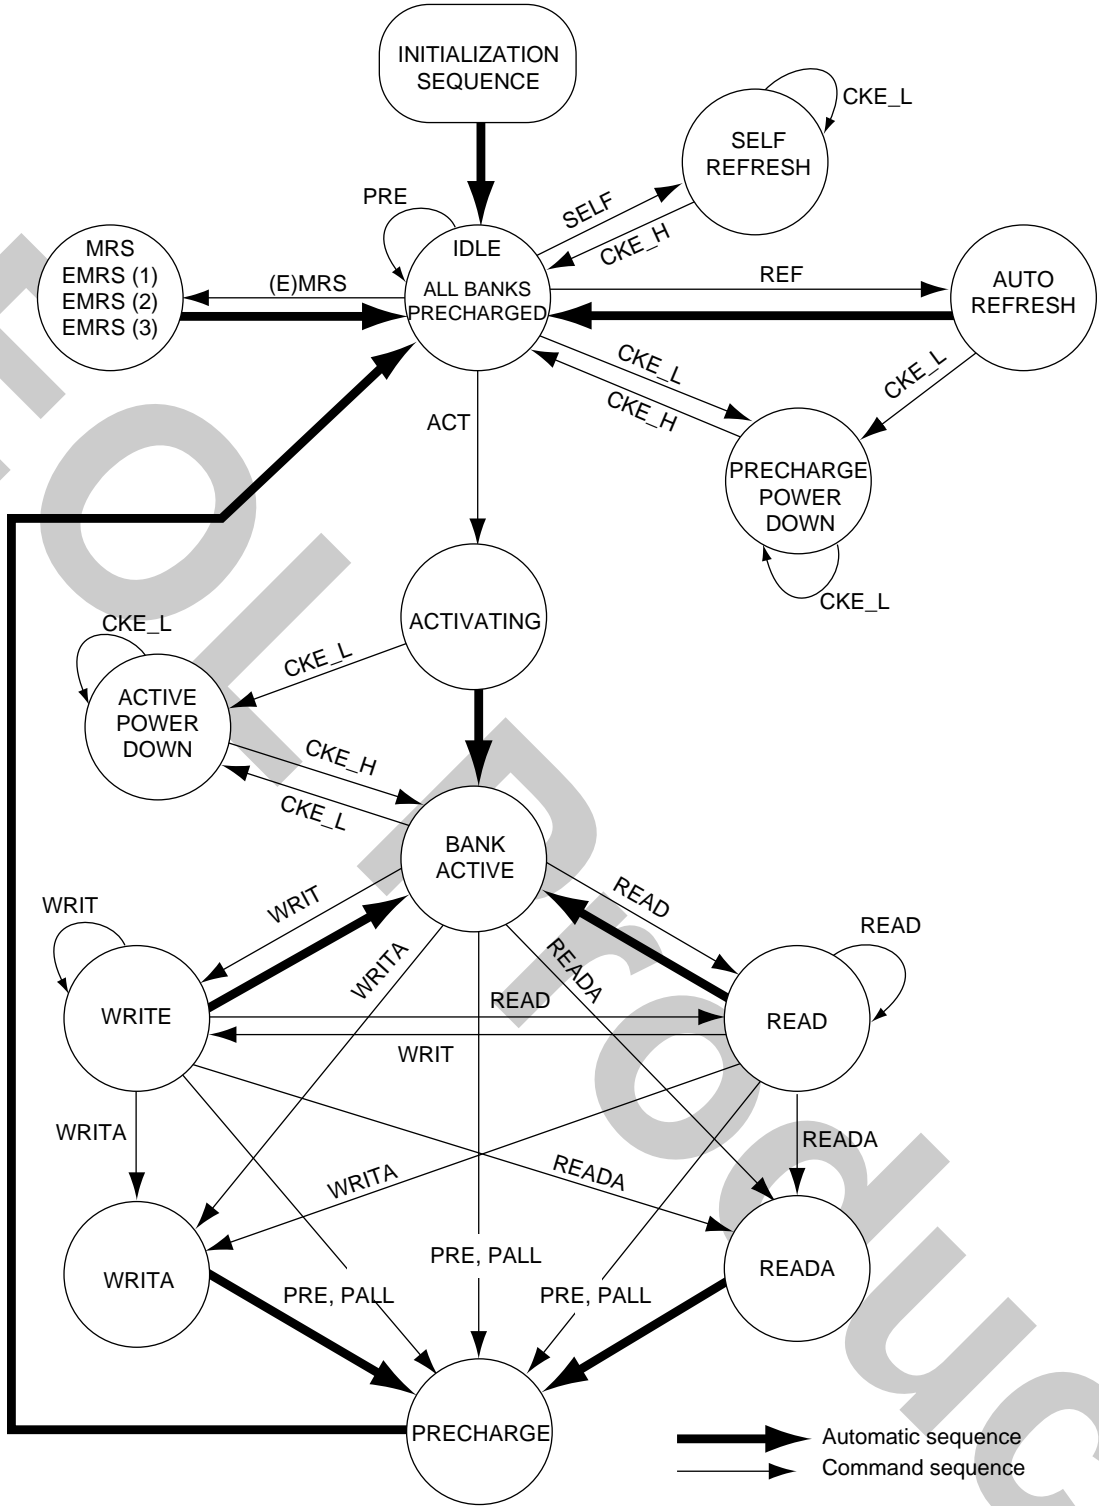 INITIALIZATION
SEQUENCE
CKE_L
SELF
REFRESH
PRE
SELF
CKE_H
IDLE
ALL BANKS
PRECHARGED
MRS
EMRS (1)
EMRS (2)
EMRS (3)
(E)MRS
REF
AUTO
REFRESH
CKE_L
CKE_H
CKE_L
ACT
PRECHARGE
POWER
DOWN
CKE_L
ACTIVATING
CKE_L
CKE_L
ACTIVE
POWER
DOWN
CKE_H
CKE_L
BANK
ACTIVE
WRIT
WRIT
WRITA
READA
READ
READ
WRITE
READ
WRIT
READ
WRITA
WRITA
READA
READA
WRITA
PRE, PALL
PRE, PALL
PRE, PALL
READA
PRECHARGE
Automatic sequence
Command sequence
EOL Product